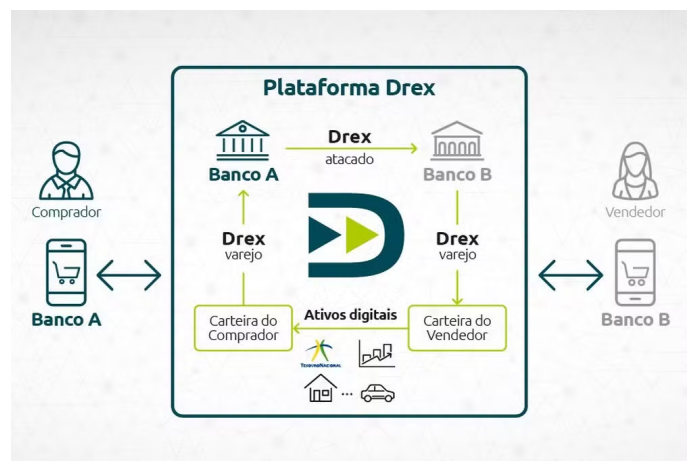 Plataforma Drex
Comprador
Banco A
Banco A
Drex
atacado
Banco B
Drex
varejo
Drex
varejo
Carteira do
Comprador
Ativos digitais
Carteira do
Vendedor
TesouroNacional
...
Vendedor
Banco B